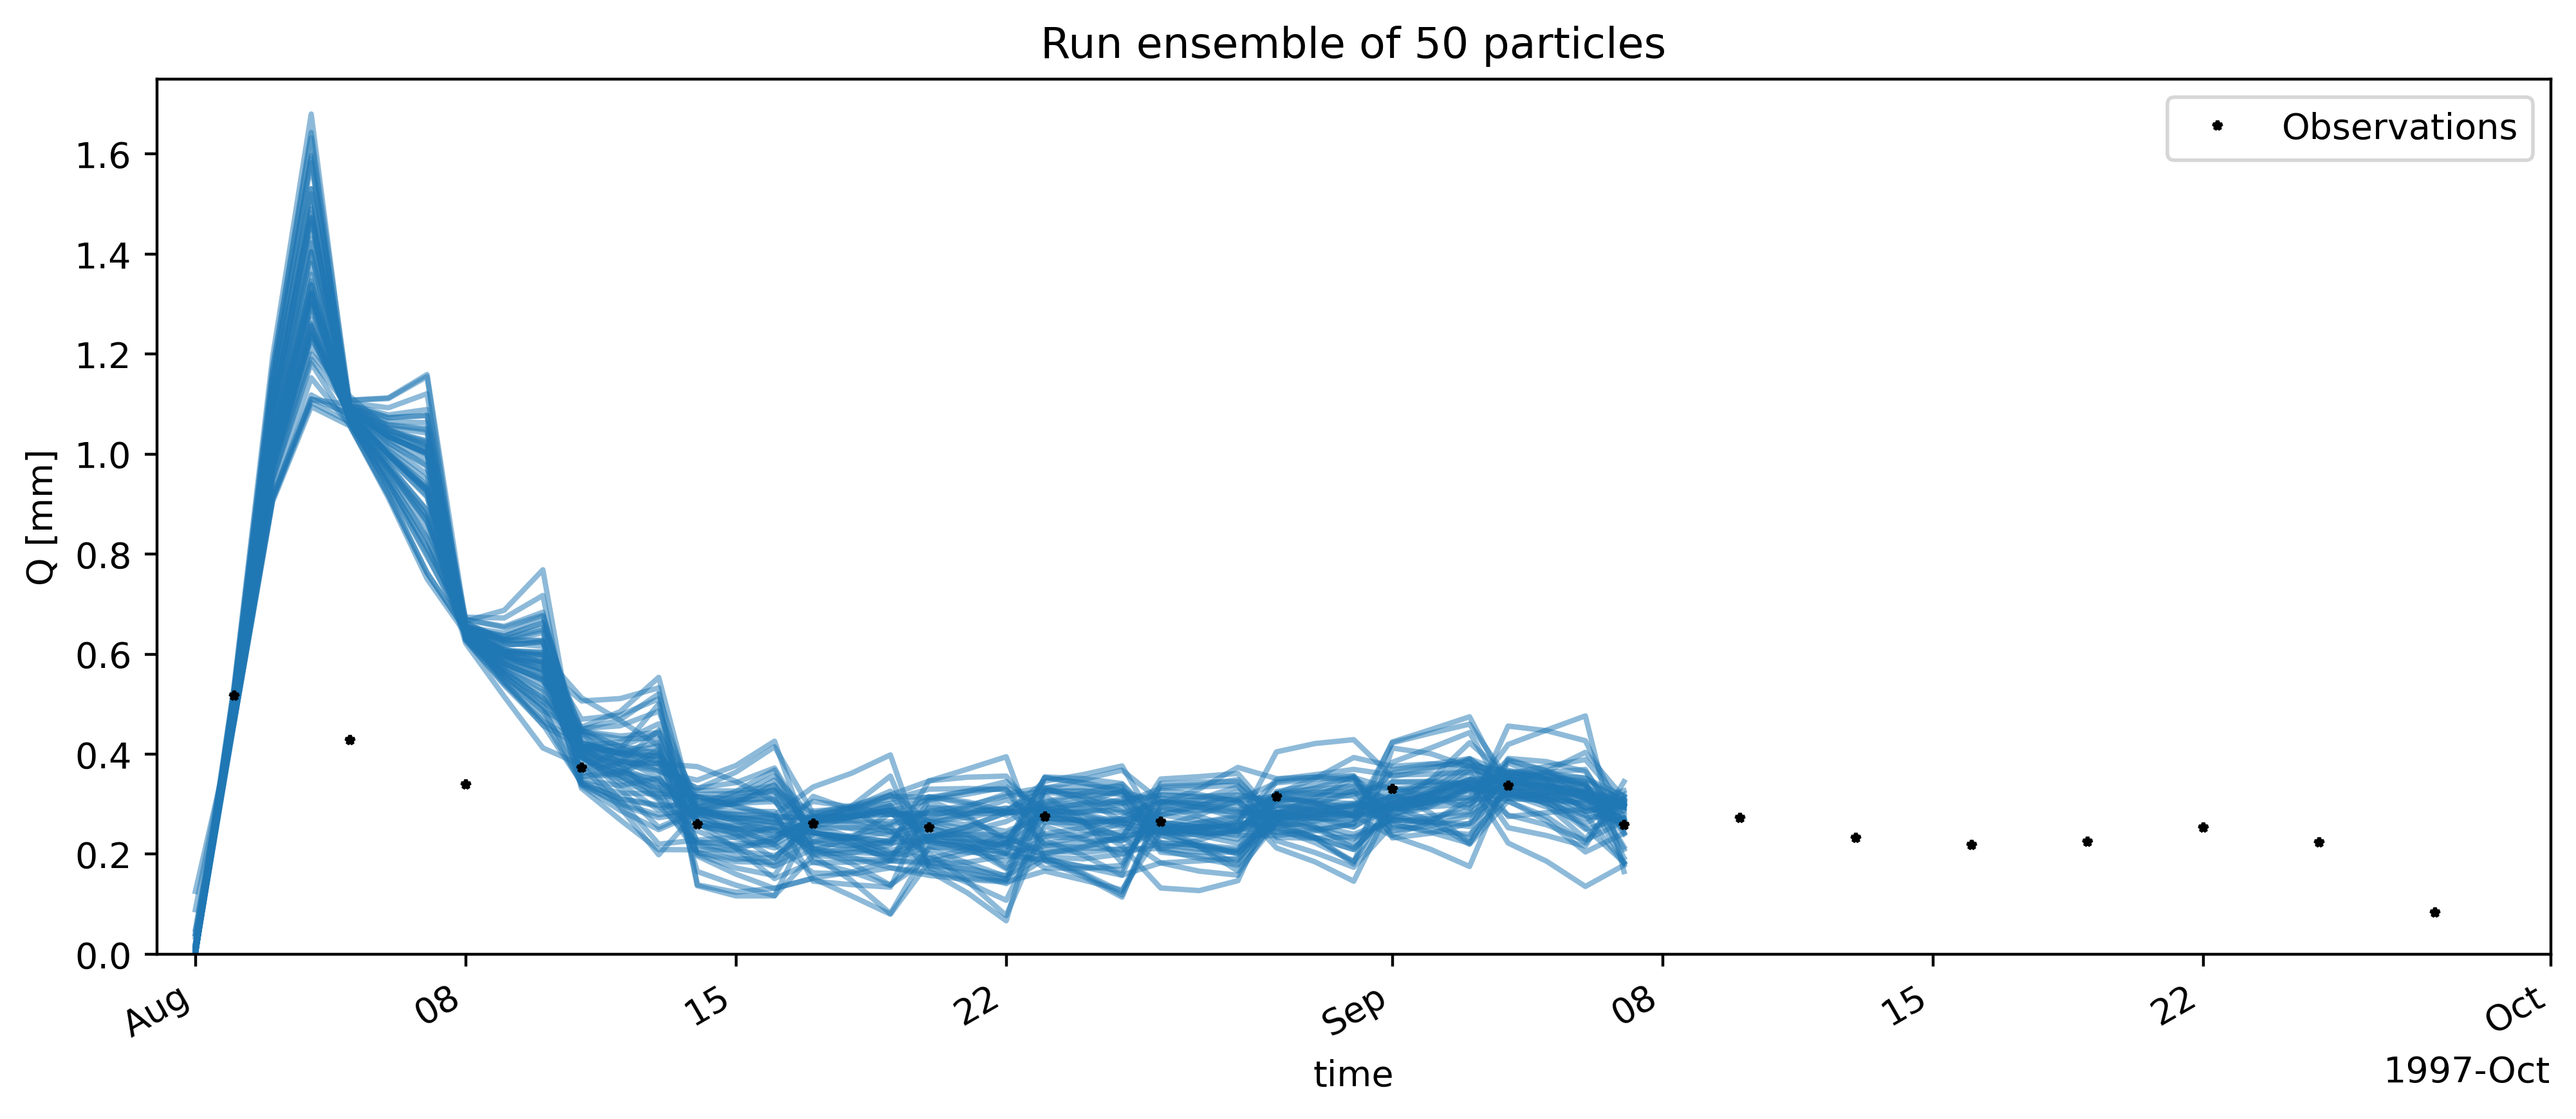 Run ensemble of 50 particles
Observations
Q [mm]
1.6
1.4
1.2
1.0
0.8
0.6
0.4
0.2
0.0
Aug 08 15 22 Sep 08 15 22 Oct
time
1997-Oct